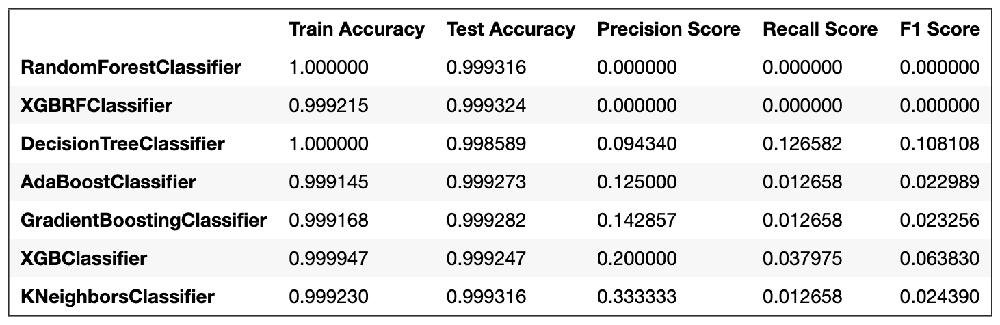 Train Accuracy Test Accuracy Precision Score Recall Score F1 Score
RandomForestClassifier 1.000000 0.999316 0.000000 0.000000 0.000000
XGBRFClassifier 0.999215 0.999324 0.000000 0.000000 0.000000
DecisionTreeClassifier 1.000000 0.998589 0.094340 0.126582 0.108108
AdaBoostClassifier 0.999145 0.999273 0.125000 0.012658 0.022989
GradientBoostingClassifier 0.999168 0.999282 0.142857 0.012658 0.023256
XGBClassifier 0.999947 0.999247 0.200000 0.037975 0.063830
KNeighborsClassifier 0.999230 0.999316 0.333333 0.012658 0.024390